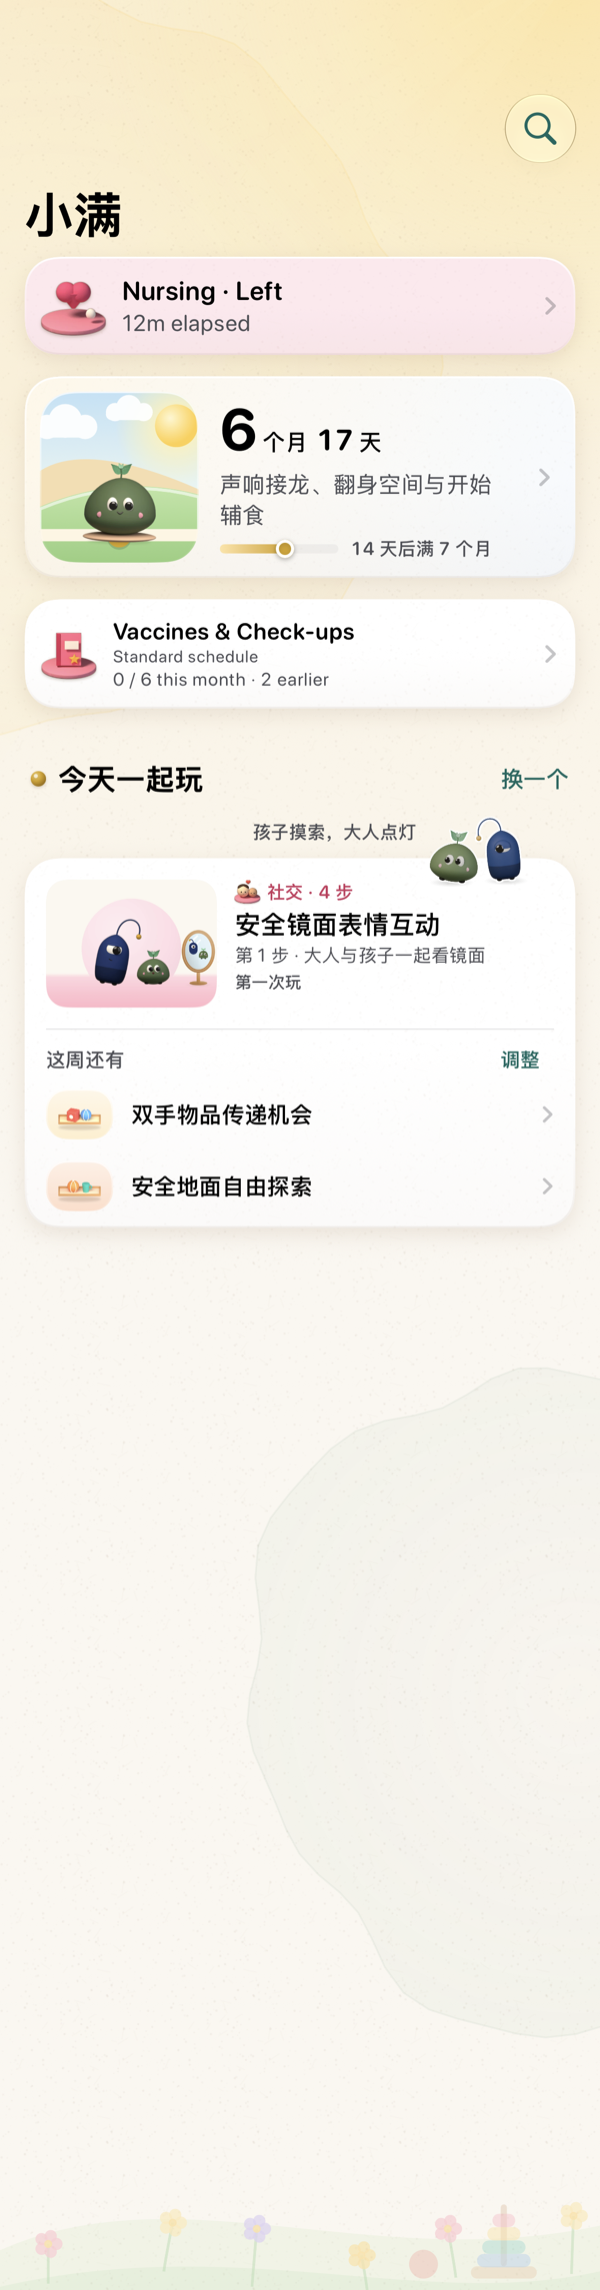 小满
Nursing · Left
12m elapsed
6 个月 17 天
声响接龙、翻身空间与开始
辅食
14 天后满 7 个月
Vaccines & Check-ups
Standard schedule
0 / 6 this month · 2 earlier
今天一起玩
换一个
孩子摸索，大人点灯
社交 · 4 步
安全镜面表情互动
第 1 步 · 大人与孩子一起看镜面
第一次玩
这周还有
调整
双手物品传递机会
安全地面自由探索